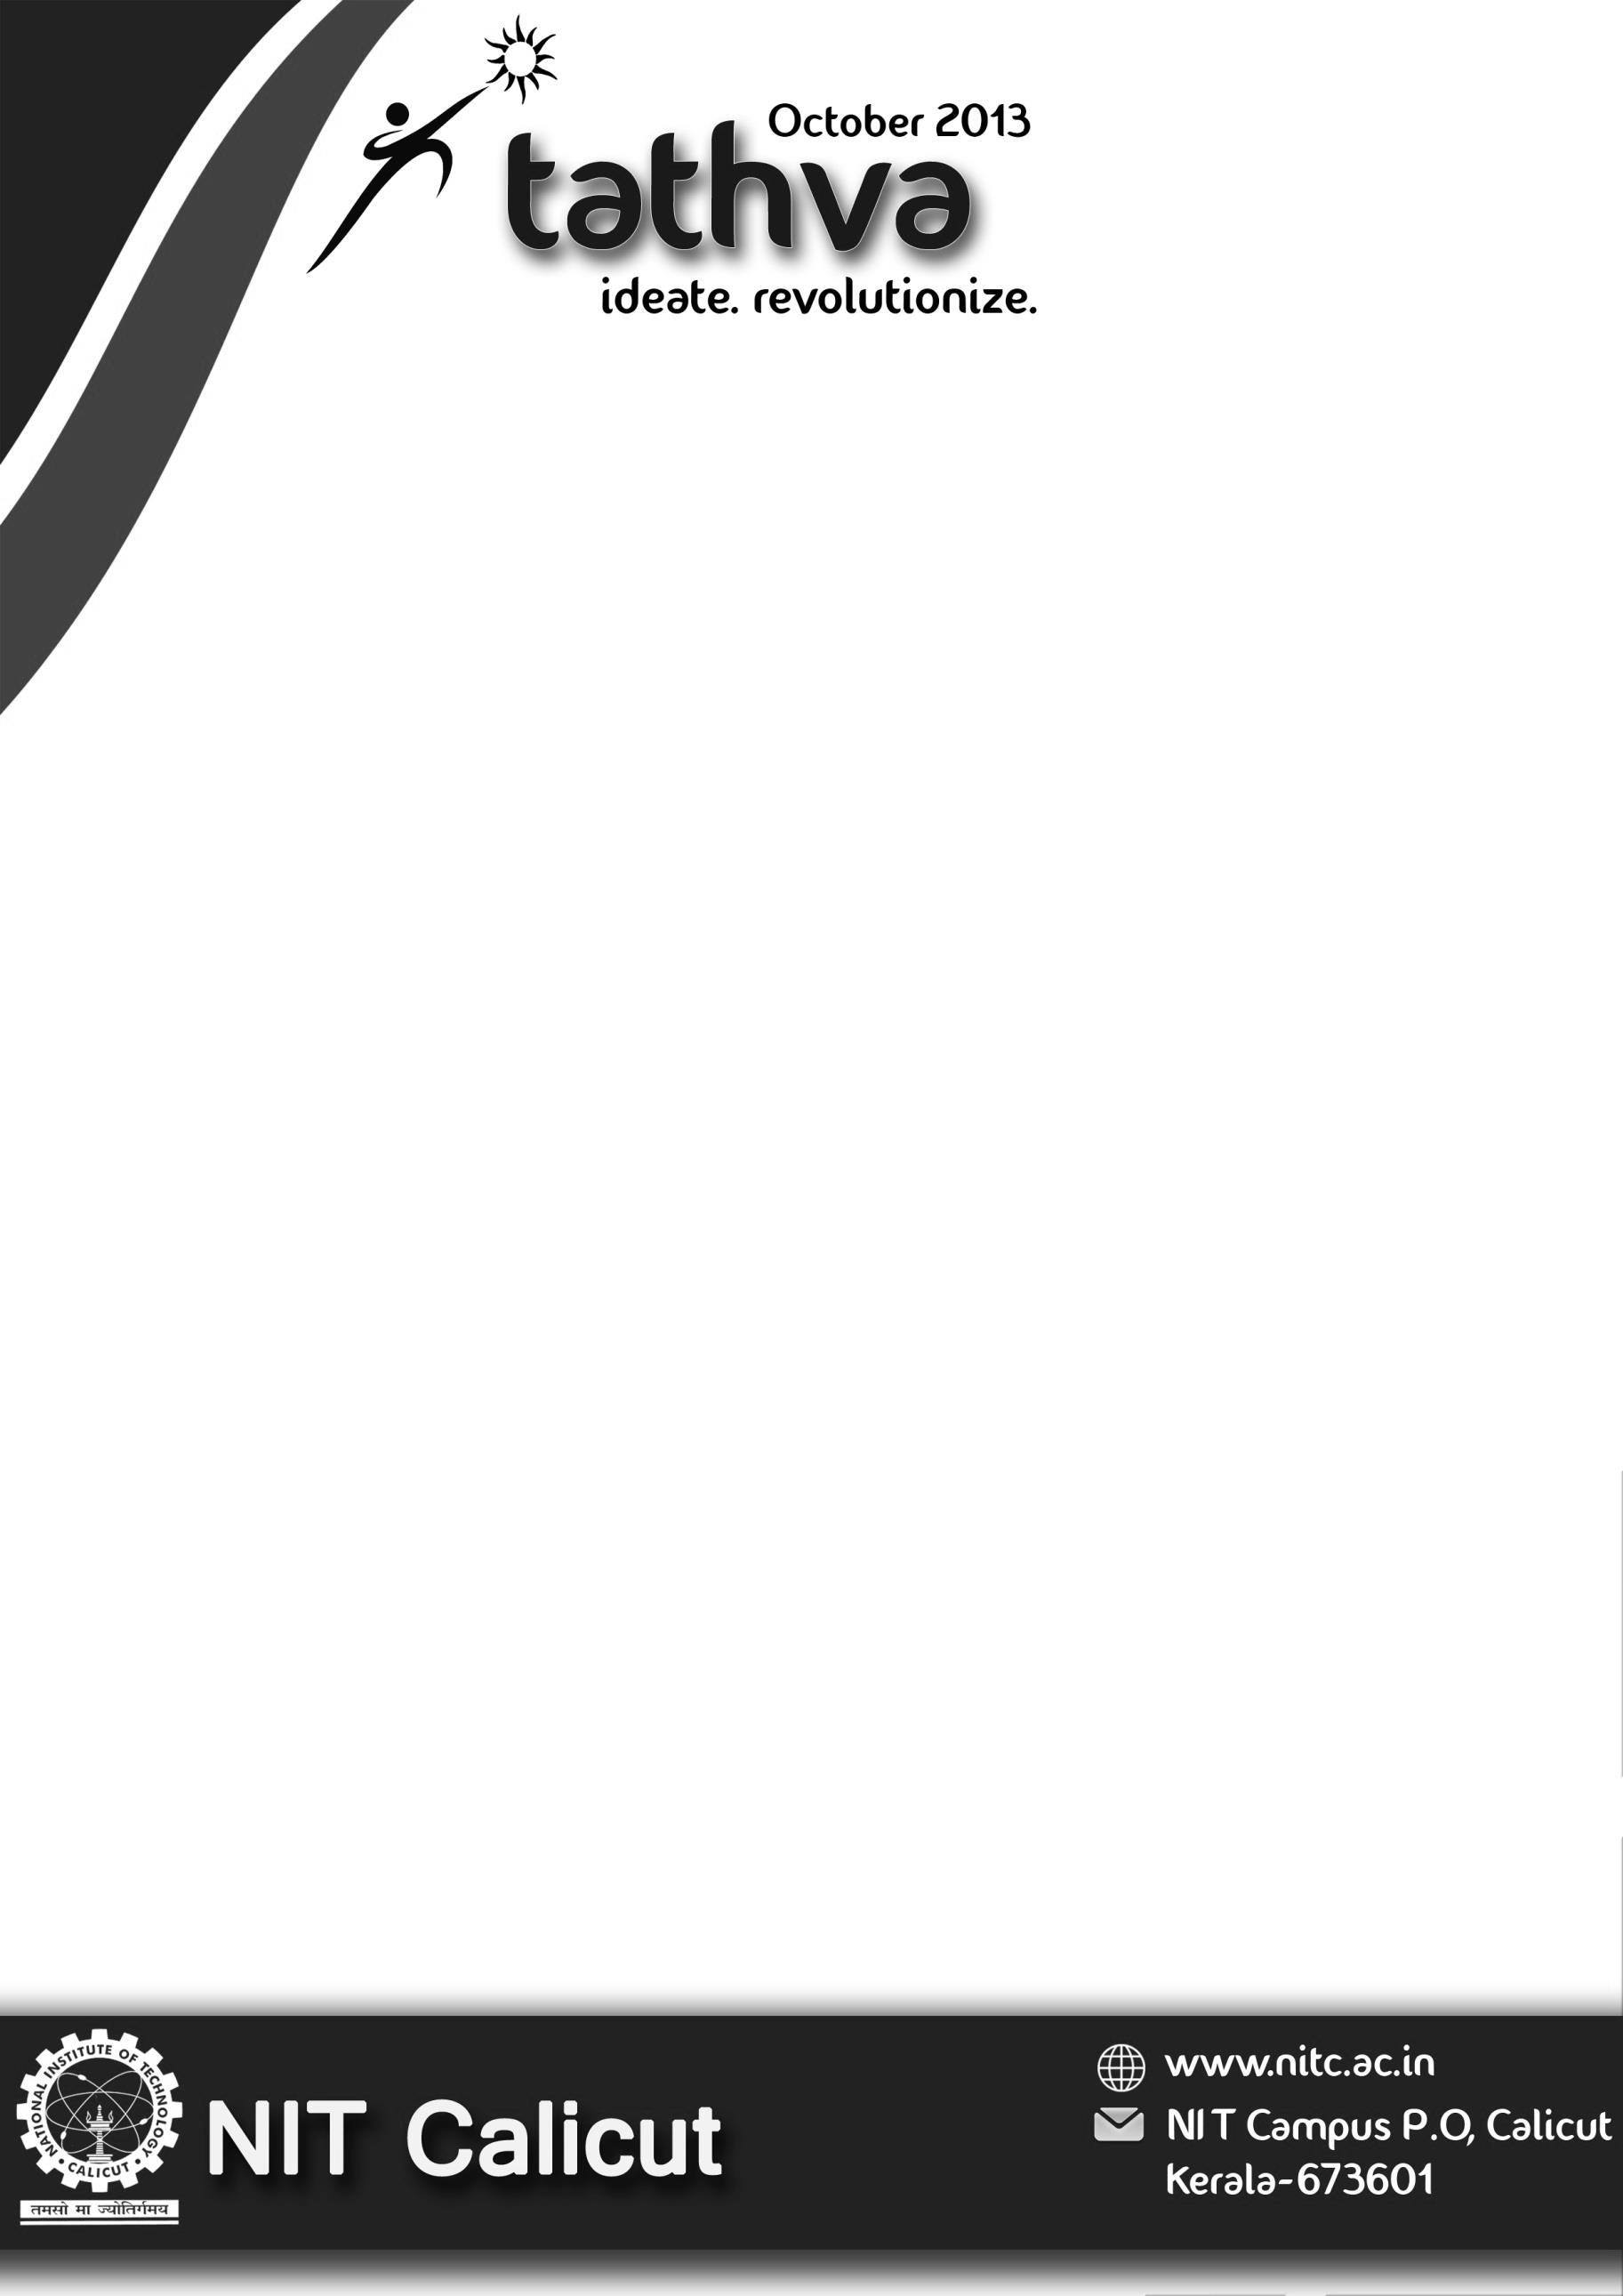 October 2013
tathva
ideate. revolutionize.
NATIONAL INSTITUTE OF TECHNOLOGY
• CALICUT •
तमसो मा ज्योतिर्गमय
NIT Calicut
www.nitc.ac.in
NIT Campus P.O, Calicut
Kerala-673601